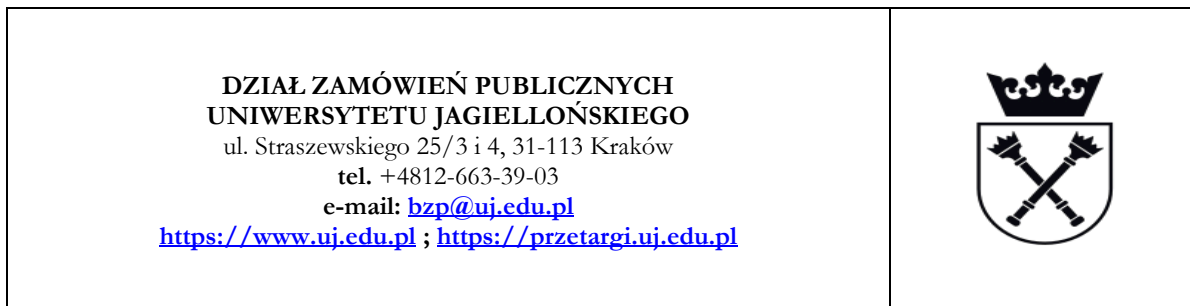 DZIAŁ ZAMÓWIEŃ PUBLICZNYCH
UNIWERSYTETU JAGIELLOŃSKIEGO
ul. Straszewskiego 25/3 i 4, 31-113 Kraków
tel. +4812-663-39-03
e-mail: bzp@uj.edu.pl
https://www.uj.edu.pl ; https://przetargi.uj.edu.pl